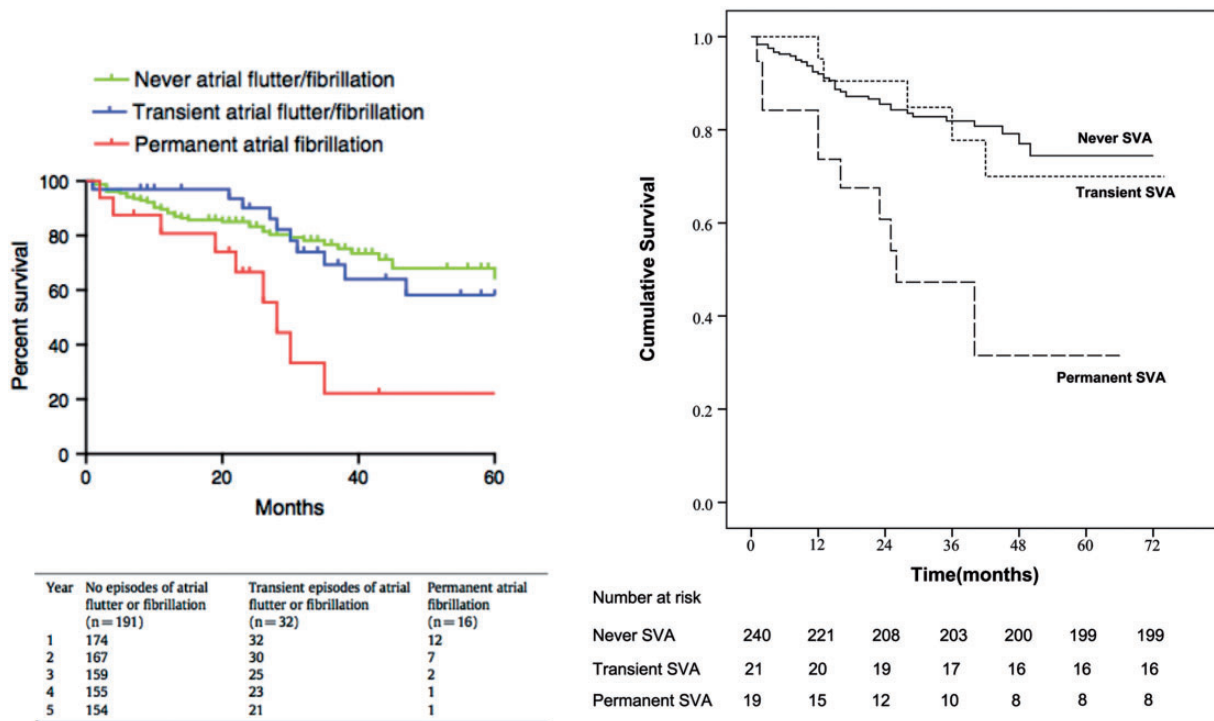 Never atrial flutter/fibrillation
Transient atrial flutter/fibrillation
Permanent atrial fibrillation
Percent survival
100
80
60
40
20
0
0 20 40 60
Months
Year No episodes of atrial flutter or fibrillation (n=191) Transient episodes of atrial flutter or fibrillation (n=32) Permanent atrial fibrillation (n=16)
1 174 32 12
2 167 30 7
3 159 25 2
4 155 23 1
5 154 21 1
Cumulative Survival
1.0
0.8
0.6
0.4
0.2
0.0
Never SVA
Transient SVA
Permanent SVA
0 12 24 36 48 60 72
Time(months)
Number at risk
Never SVA 240 221 208 203 200 199 199
Transient SVA 21 20 19 17 16 16 16
Permanent SVA 19 15 12 10 8 8 8